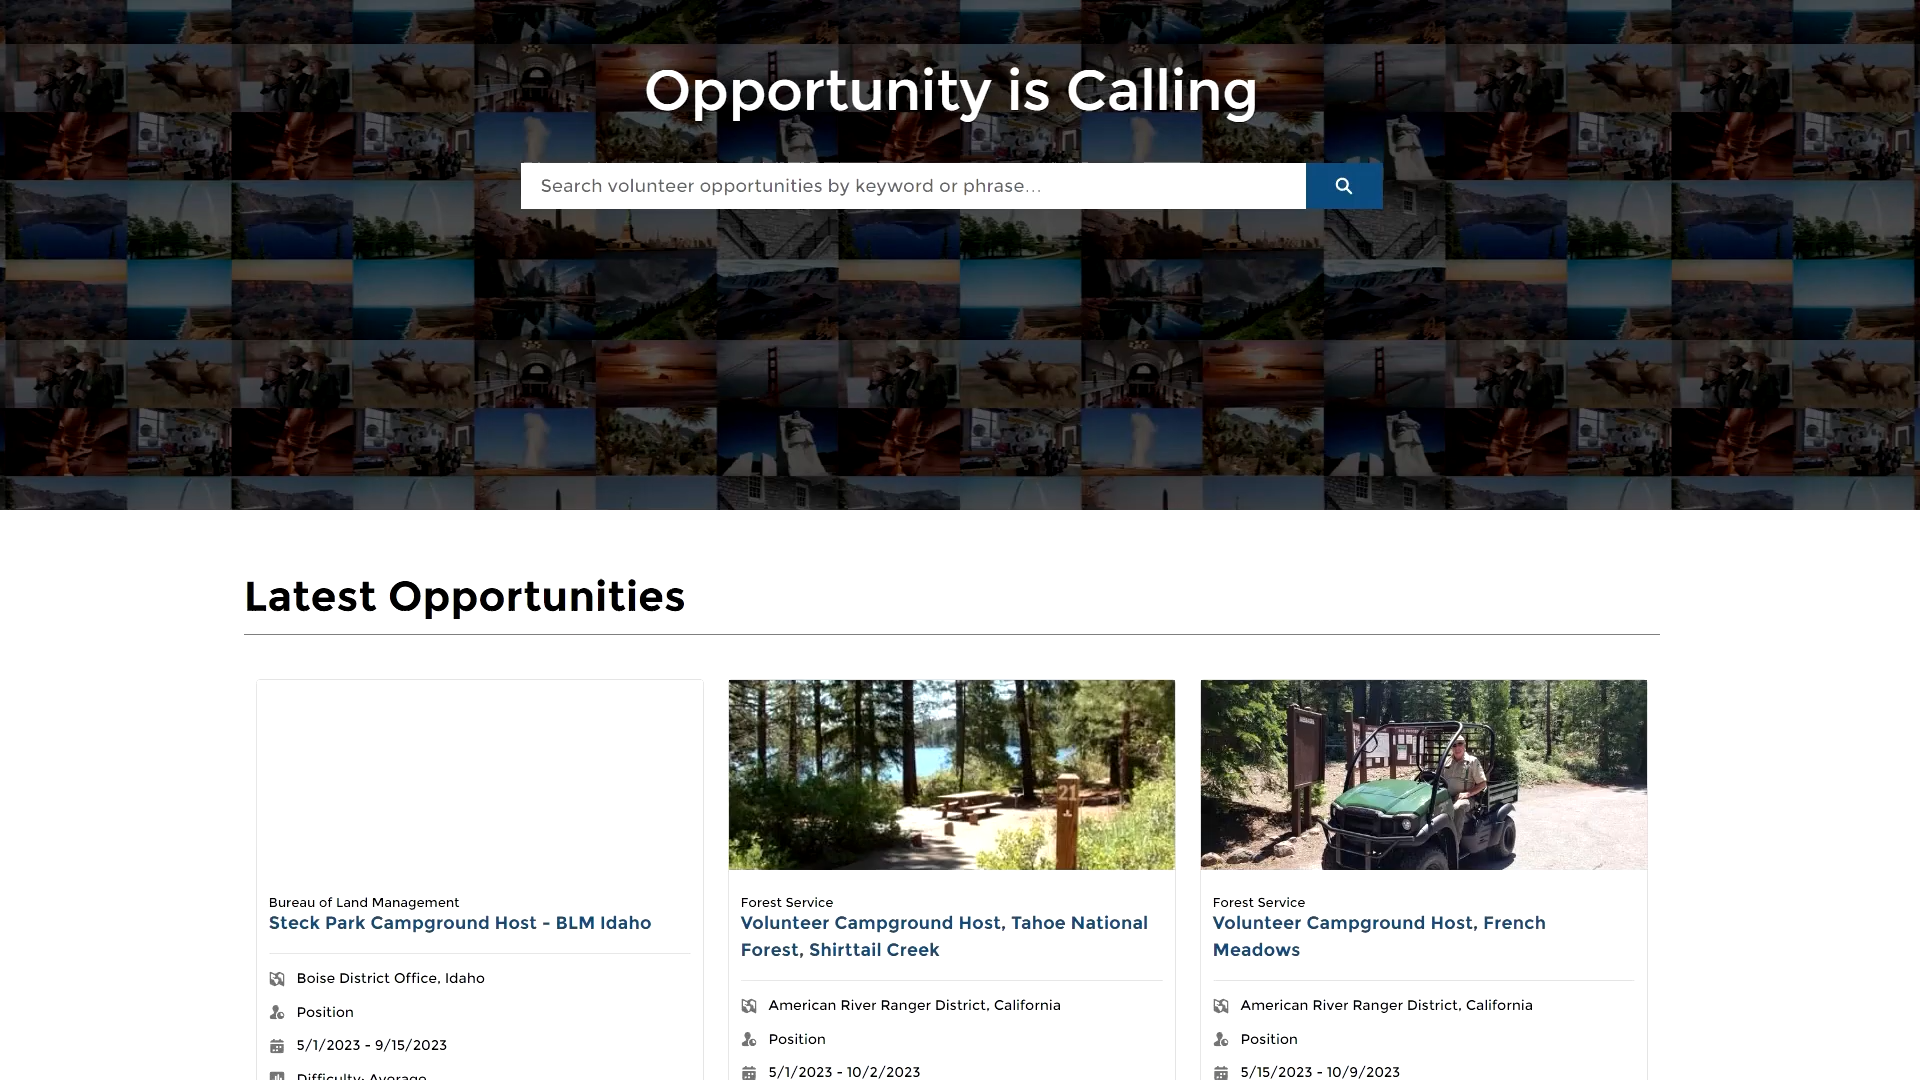 Opportunity is Calling
Search volunteer opportunities by keyword or phrase...
Latest Opportunities
Bureau of Land Management
Steck Park Campground Host - BLM Idaho
Boise District Office, Idaho
Position
5/1/2023 - 9/15/2023
Difficulty: Average
21
Forest Service
Volunteer Campground Host, Tahoe National
Forest, Shirttail Creek
American River Ranger District, California
Position
5/1/2023 - 10/2/2023
Forest Service
Volunteer Campground Host, French
Meadows
American River Ranger District, California
Position
5/15/2023 - 10/9/2023